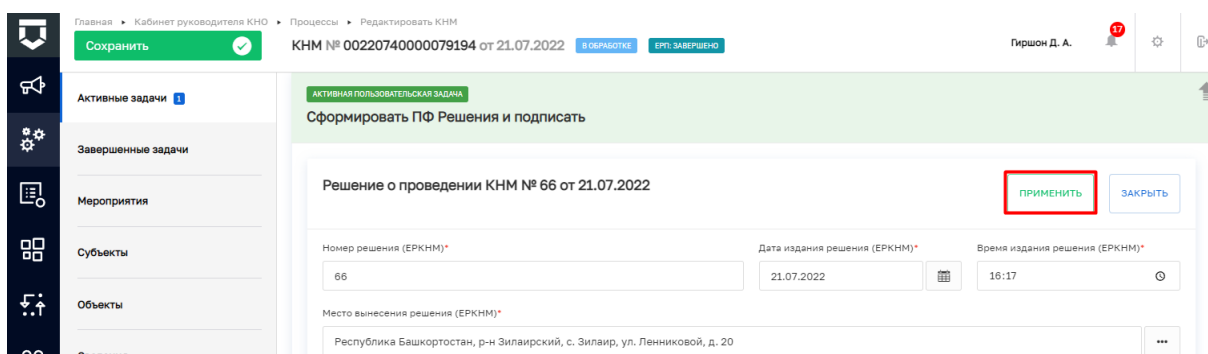 Главная ▸ Кабинет руководителя КНО ▸ Процессы ▸ Редактировать КНМ
Сохранить
КНМ № 00220740000079194 от 21.07.2022 В ОБРАБОТКЕ ЕРП: ЗАВЕРШЕНО
Гиршон Д. А.
17
Активные задачи 1
Завершенные задачи
Мероприятия
Субъекты
Объекты
АКТИВНАЯ ПОЛЬЗОВАТЕЛЬСКАЯ ЗАДАЧА
Сформировать ПФ Решения и подписать
Решение о проведении КНМ № 66 от 21.07.2022
ПРИМЕНИТЬ
ЗАКРЫТЬ
Номер решения (ЕРКНМ)* Дата издания решения (ЕРКНМ)* Время издания решения (ЕРКНМ)*
66 21.07.2022 16:17
Место вынесения решения (ЕРКНМ)*
Республика Башкортостан, р-н Зилаирский, с. Зилаир, ул. Ленниковой, д. 20